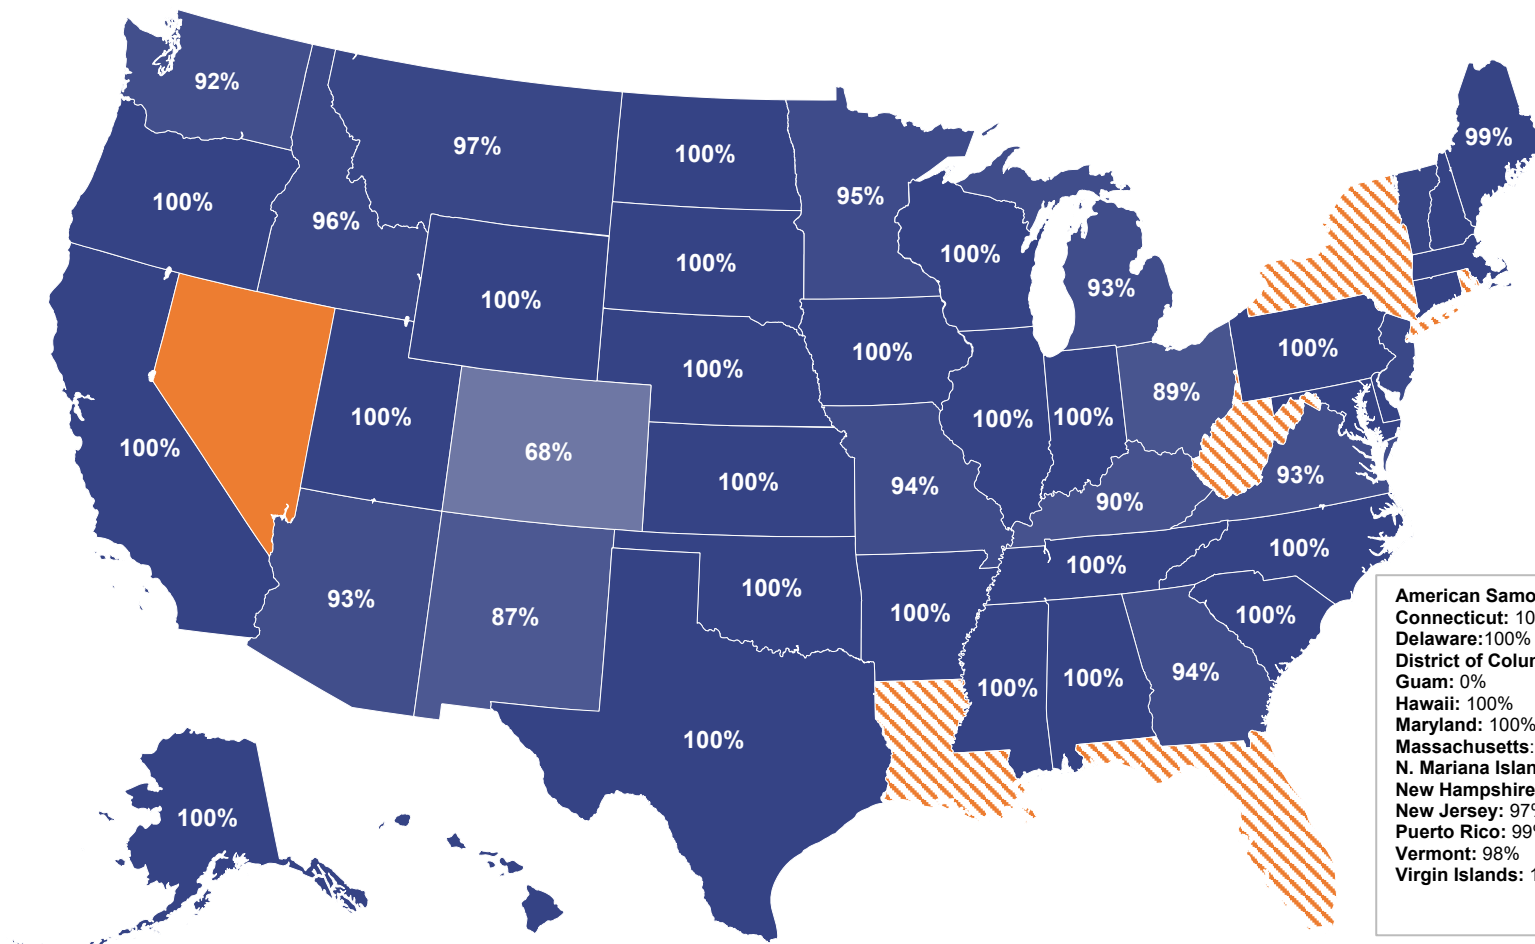 92%
97%
100%
95%
99%
100%
96%
100%
100%
100%
93%
100%
100%
100%
100%
100%
89%
100%
68%
100%
94%
100%
100%
90%
93%
93%
87%
100%
100%
100%
100%
100%
100%
100%
94%
100%
100%
American Samo
Connecticut: 10
Delaware:100%
District of Colun
Guam: 0%
Hawaii: 100%
Maryland: 100%
Massachusetts:
N. Mariana Islan
New Hampshire
New Jersey: 97%
Puerto Rico: 99%
Vermont: 98%
Virgin Islands: 1